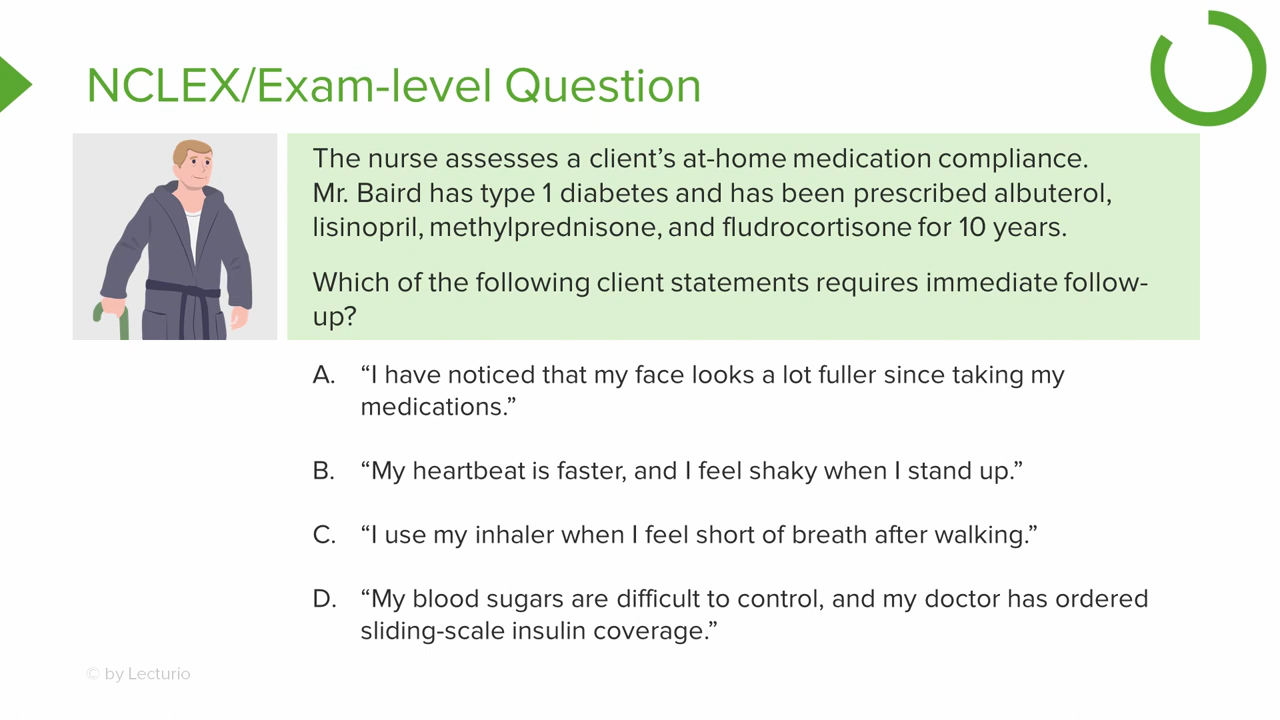 NCLEX/Exam-level Question
The nurse assesses a client’s at-home medication compliance.
Mr. Baird has type 1 diabetes and has been prescribed albuterol,
lisinopril, methylprednisone, and fludrocortisone for 10 years.
Which of the following client statements requires immediate follow-
up?
A. “I have noticed that my face looks a lot fuller since taking my
medications.”
B. “My heartbeat is faster, and I feel shaky when I stand up.”
C. “I use my inhaler when I feel short of breath after walking.”
D. “My blood sugars are difficult to control, and my doctor has ordered
sliding-scale insulin coverage.”
© by Lecturio